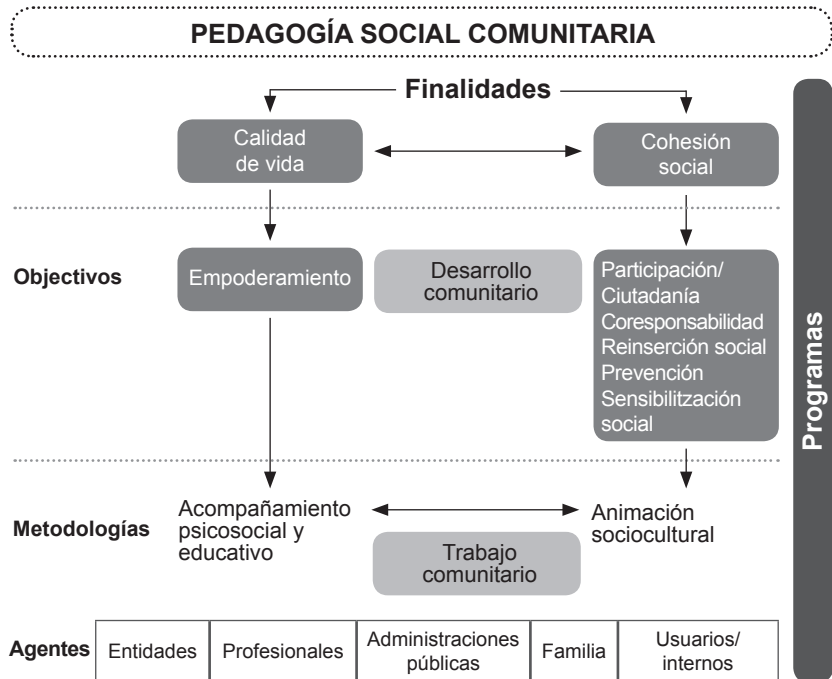 PEDAGOGÍA SOCIAL COMUNITARIA
Finalidades
Calidad
de vida
Cohesión
social
Objectivos
Empoderamiento
Desarrollo
comunitario
Participación/
Ciutadanía
Coresponsabilidad
Reinserción social
Prevención
Sensibilitzación
social
Metodologías
Acompañamiento
psicosocial y
educativo
Trabajo
comunitario
Animación
sociocultural
Agentes
Entidades
Profesionales
Administraciones
públicas
Familia
Usuarios/
internos
Programas